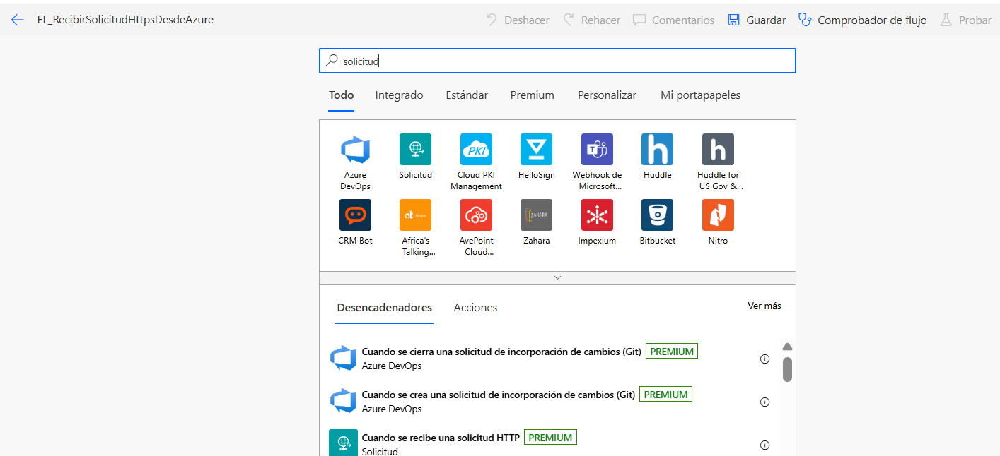 FL_RecibirSolicitudHttpsDesdeAzure
Deshacer
Rehacer
Comentarios
Guardar
Comprobador de flujo
Probar
solicitud
Todo
Integrado
Estándar
Premium
Personalizar
Mi portapapeles
Azure
DevOps
Solicitud
PKI
Cloud PKI
Management
HelloSign
Webhook de
Microsoft...
Huddle
Huddle for
US Gov &...
CRM Bot
Africa's
Talking...
AvePoint
Cloud...
ZAHARA
Zahara
Impexium
Bitbucket
Nitro
Desencadenadores
Acciones
Ver más
Cuando se cierra una solicitud de incorporación de cambios (Git) PREMIUM
Azure DevOps
Cuando se crea una solicitud de incorporación de cambios (Git) PREMIUM
Azure DevOps
Cuando se recibe una solicitud HTTP PREMIUM
Solicitud